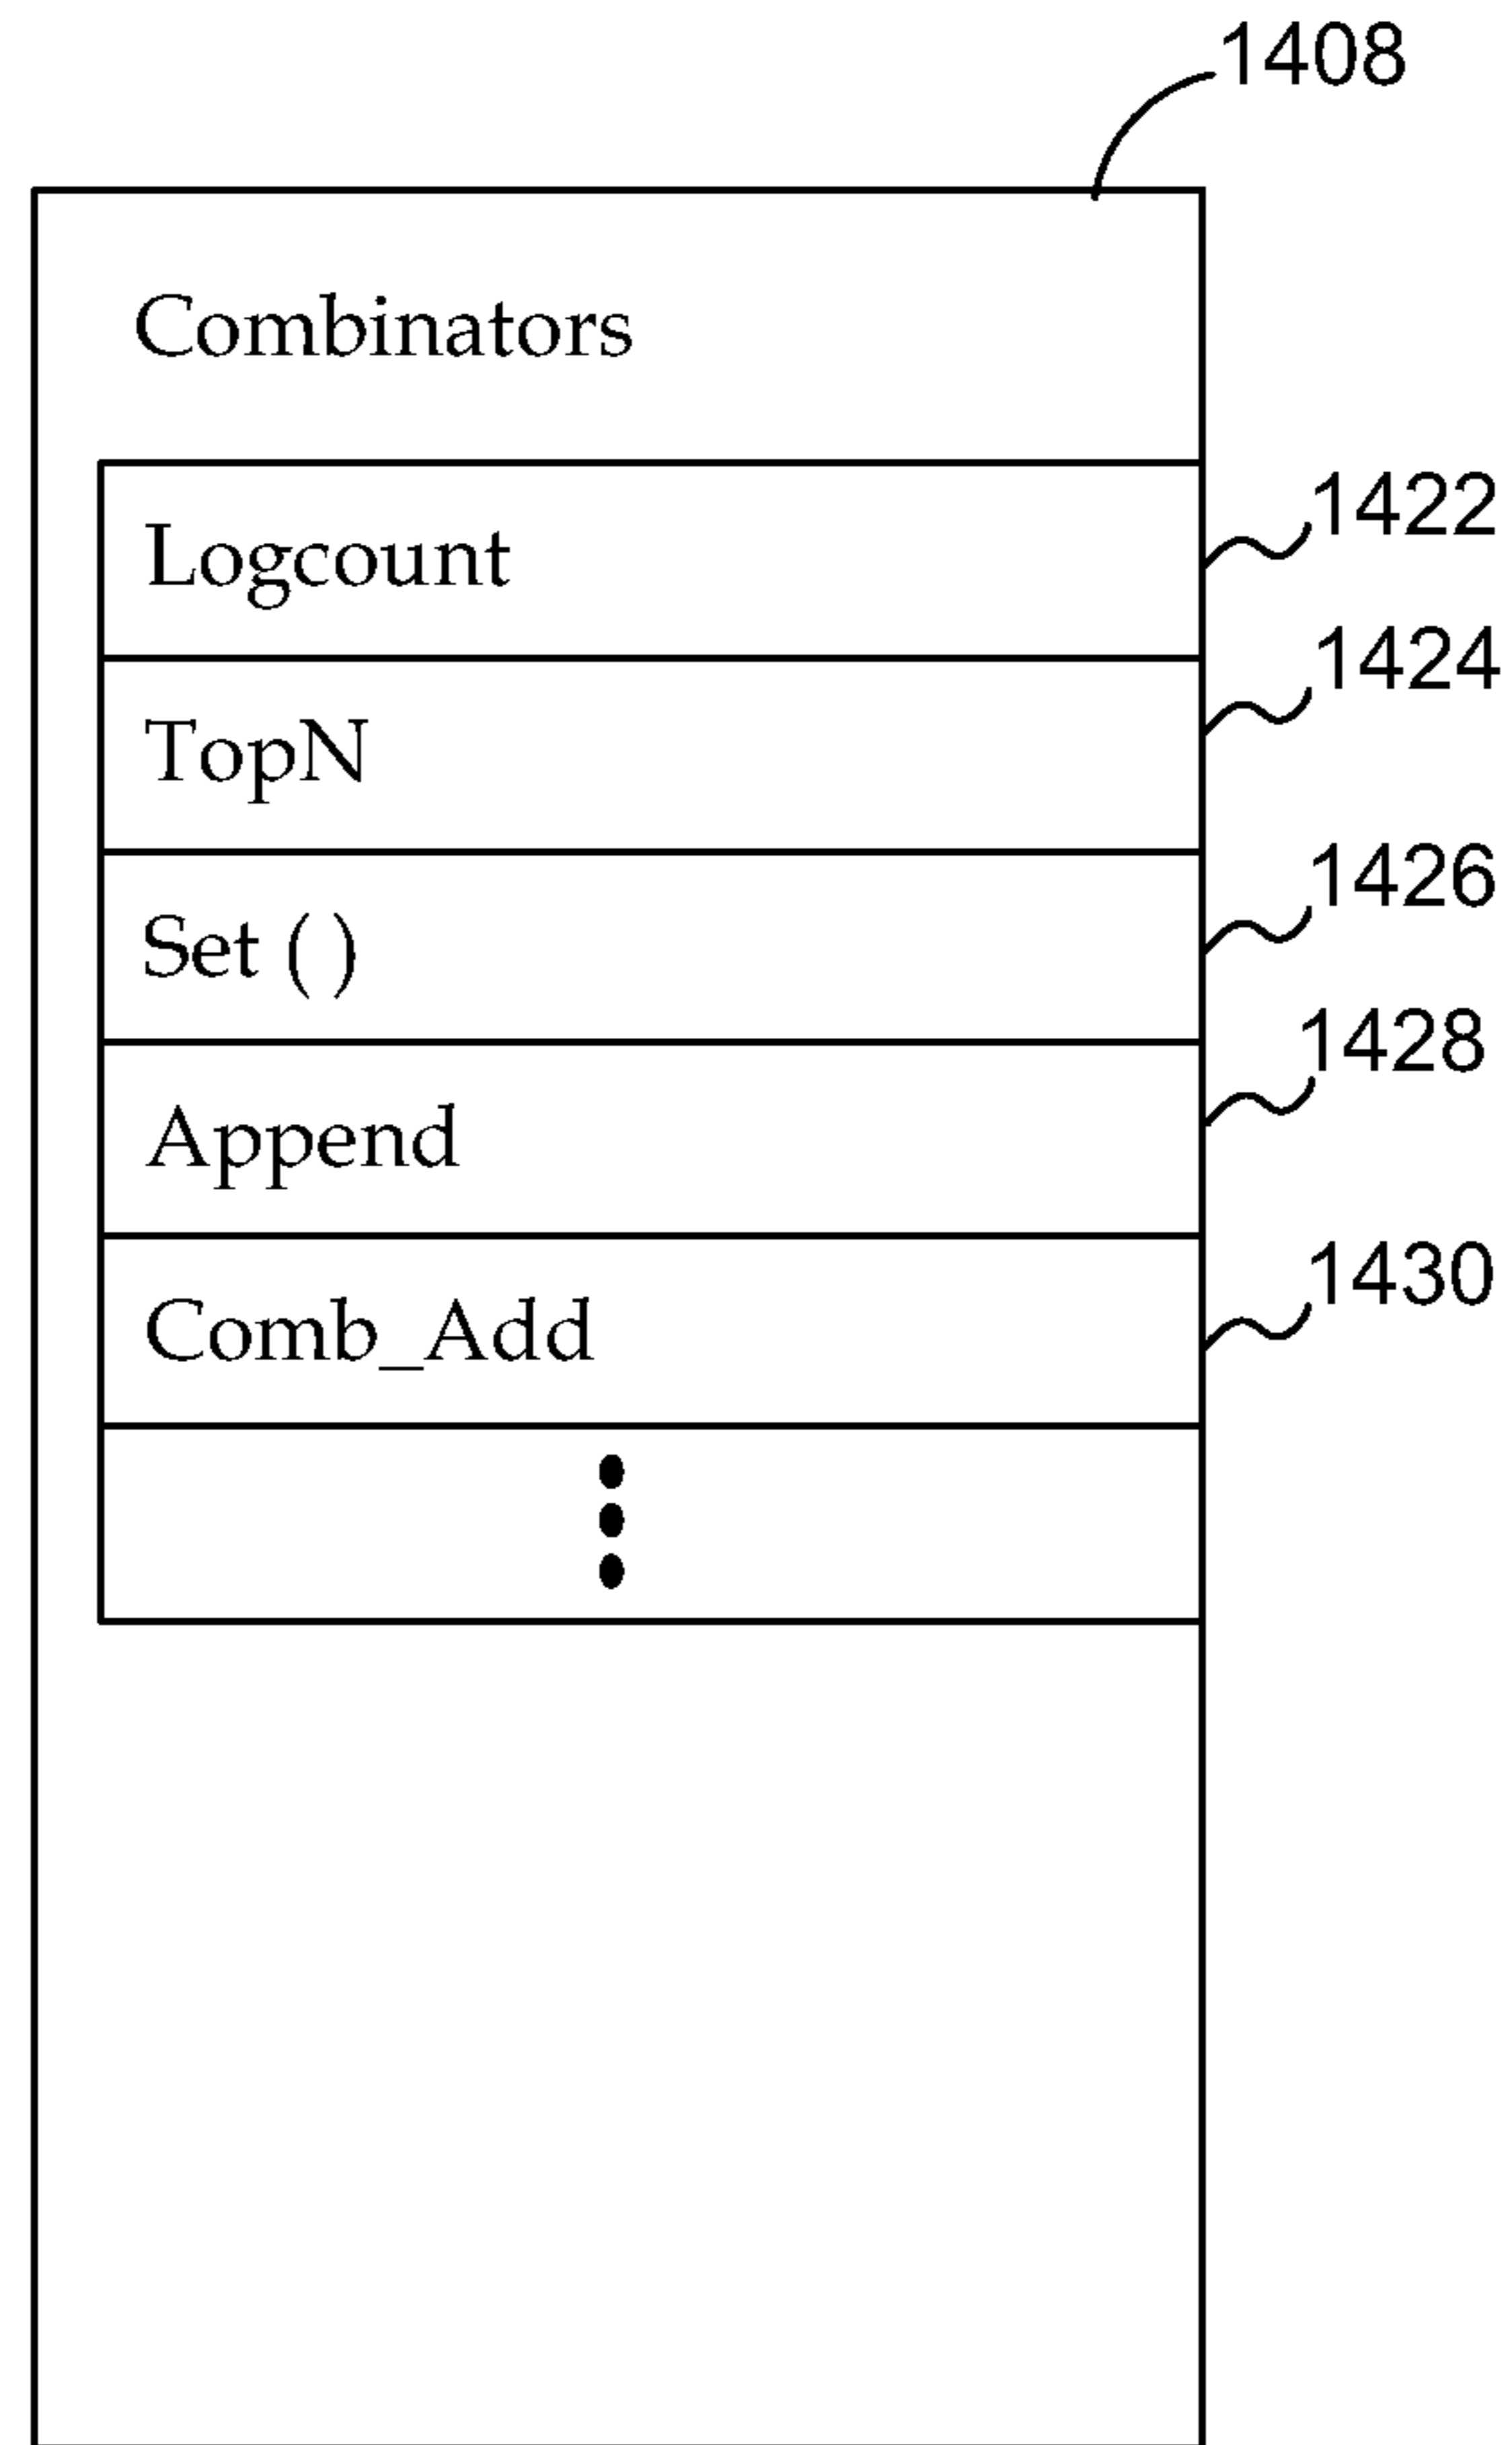 1408
Combinators
Logcount
1422
TopN
1424
Set ( )
1426
Append
1428
Comb_Add
1430